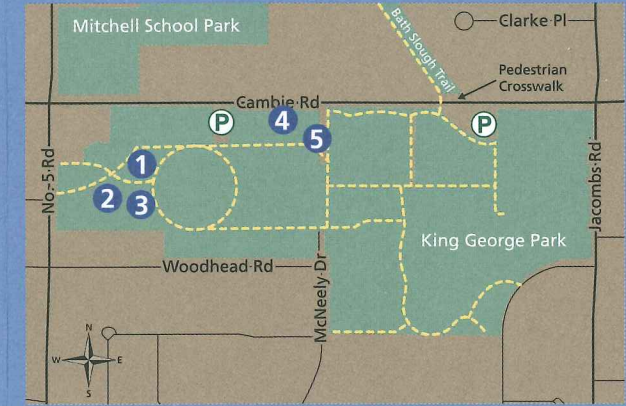 Mitchell School Park
Bath Slough Trail
Clarke Pl
Pedestrian
Crosswalk
Cambie Rd
P
4
5
P
No. 5 Rd
1
2
3
Jacombs Rd
King George Park
Woodhead Rd
McNeely Dr
N
W
E
S